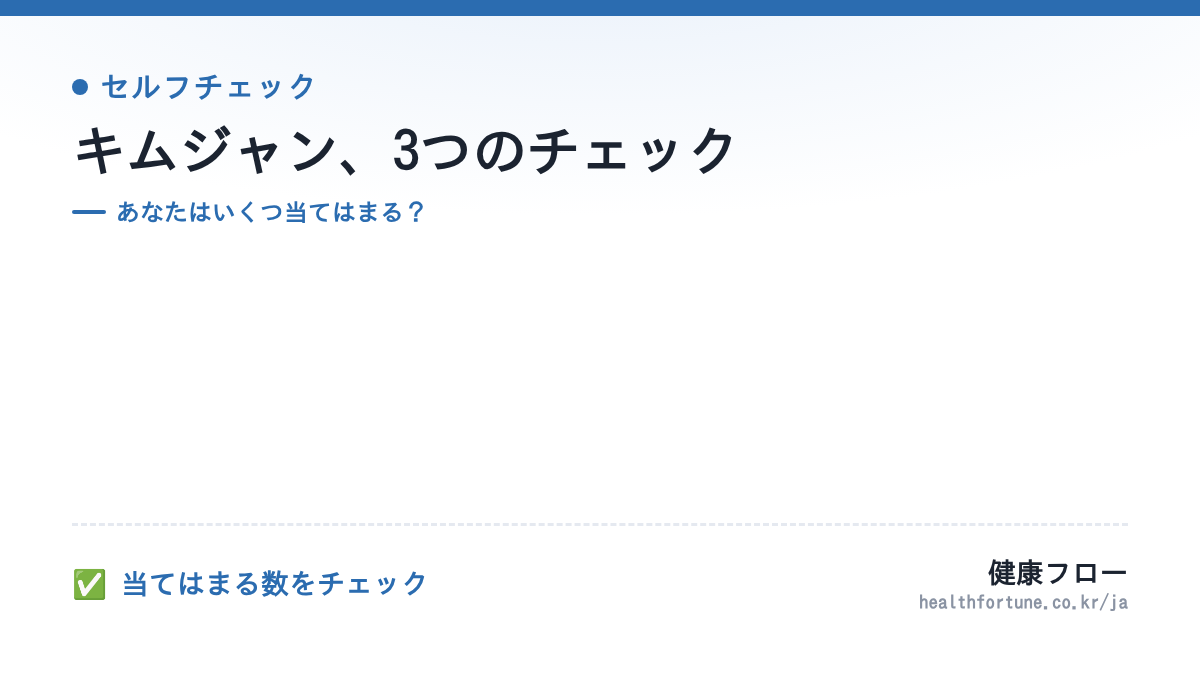 セルフチェック
キムジャン、3つのチェック
あなたはいくつ当てはまる？
✅ 当てはまる数をチェック
健康フロー
healthfortune.co.kr/ja